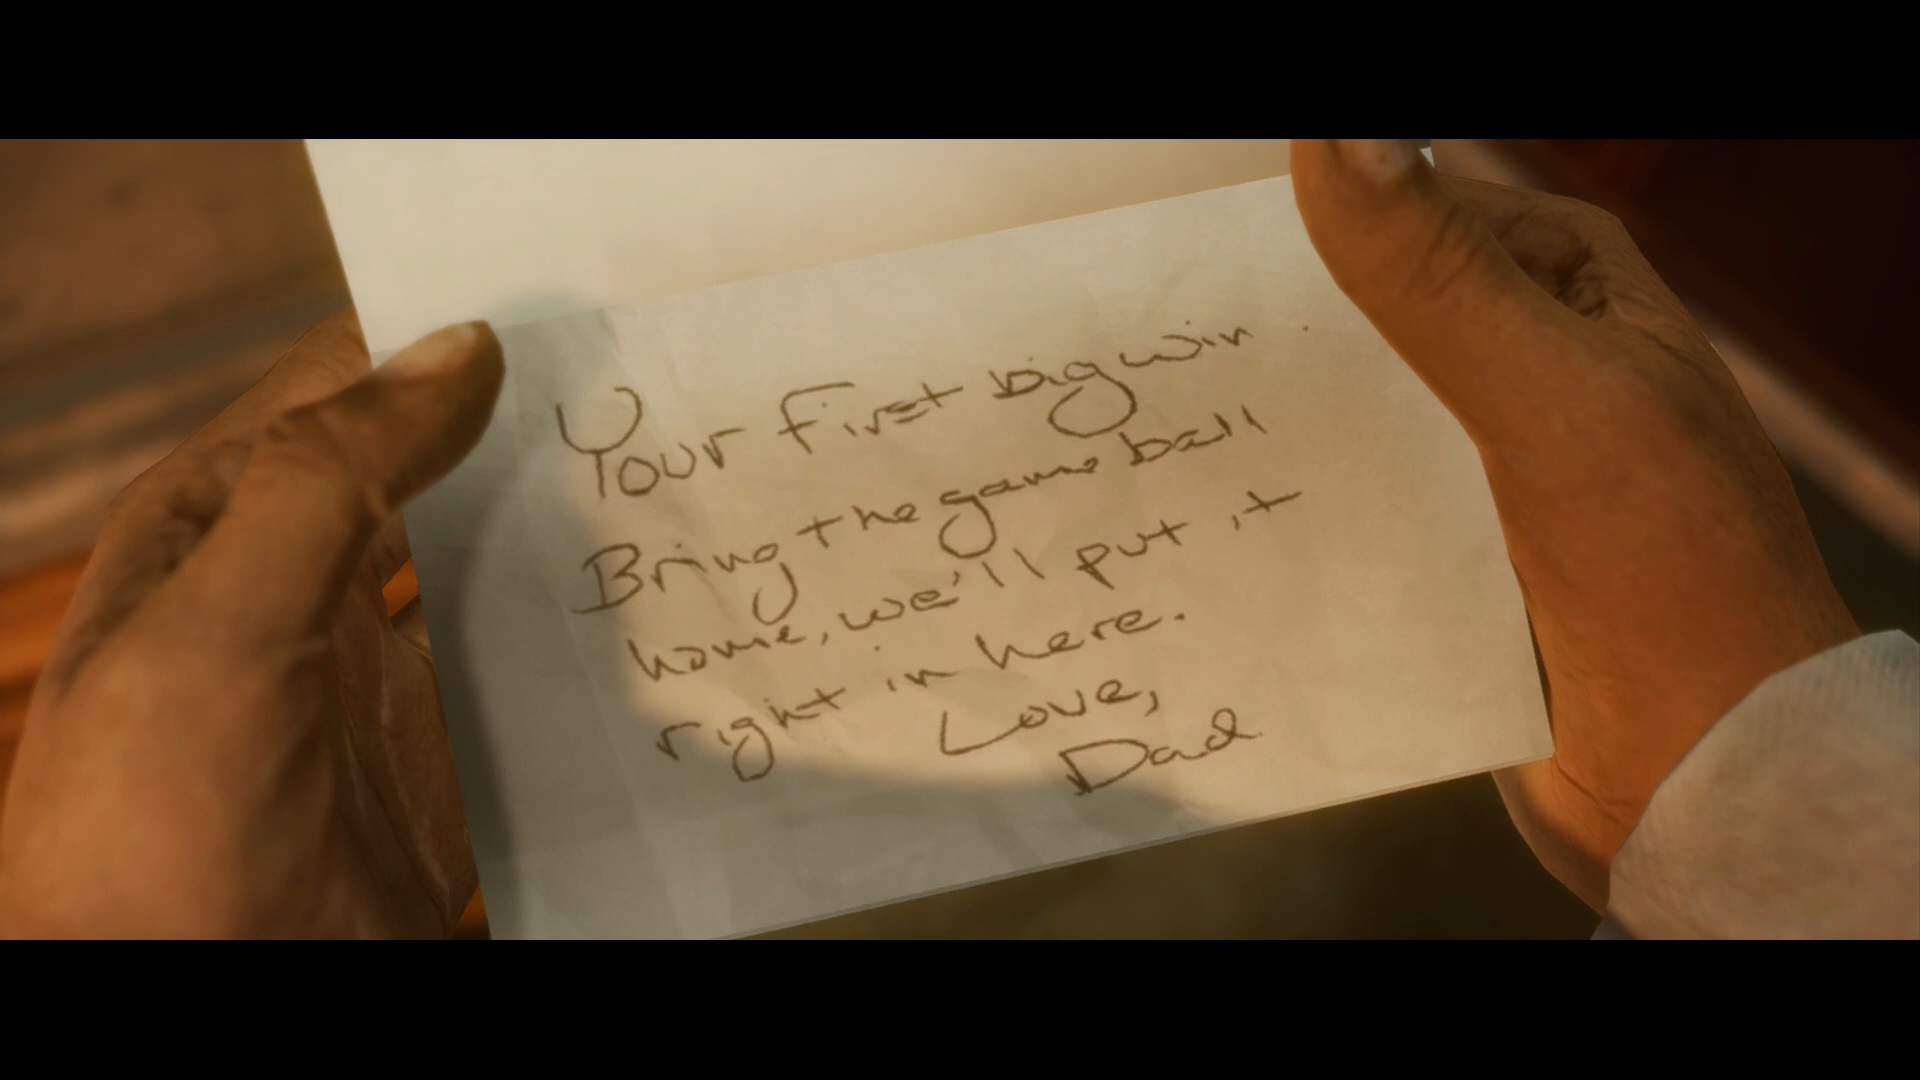 Your first big win.
Bring the game ball
home, we'll put it
right in here.
Love,
Dad